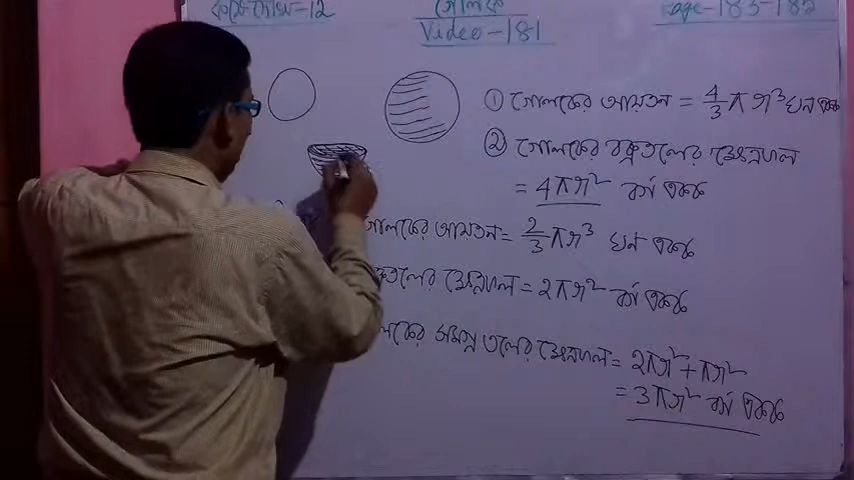 কষে দেখি-12
গোলক
Page-183-182
Video-181
① গোলকের আয়তন = 4/3 πr³ ঘন একক
② গোলকের বক্রতলের ক্ষেত্রফল
= 4πr² বর্গ একক
গোলকের আয়তন = 2/3 πr³ ঘন একক
তলের ক্ষেত্রফল = 2πr² বর্গ একক
সমগ্র তলের ক্ষেত্রফল = 2πr² + πr²
= 3πr² বর্গ একক